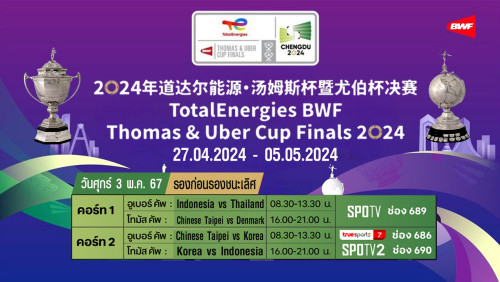 TotalEnergies
THOMAS & UBER
CUP FINALS
CHENGDU
2024
BWF
2024年道达尔能源·汤姆斯杯暨尤伯杯决赛
TotalEnergies BWF
Thomas & Uber Cup Finals 2024
27.04.2024 - 05.05.2024
วันศุกร์ 3 พ.ค. 67 รองก่อนรองชนะเลิศ
คอร์ท 1 อูเบอร์ คัพ : Indonesia vs Thailand 08.30-13.30 น. SPOTV ช่อง 689
โทมัส คัพ : Chinese Taipei vs Denmark 16.00-21.00 น.
คอร์ท 2 อูเบอร์ คัพ : Chinese Taipei vs Korea 08.30-13.30 น. truesports 7 ช่อง 686
โทมัส คัพ : Korea vs Indonesia 16.00-21.00 น. SPOTV2 ช่อง 690